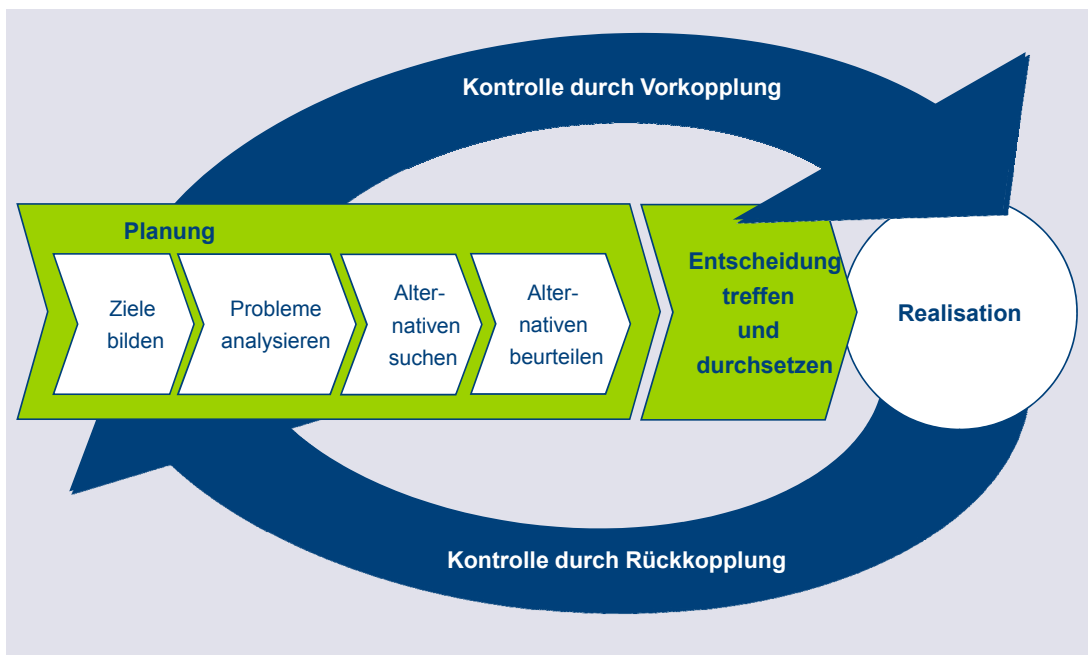 Kontrolle durch Vorkopplung
Planung
Ziele
bilden
Probleme
analysieren
Alter-
nativen
suchen
Alter-
nativen
beurteilen
Entscheidung
treffen
und
durchsetzen
Realisation
Kontrolle durch Rückkopplung